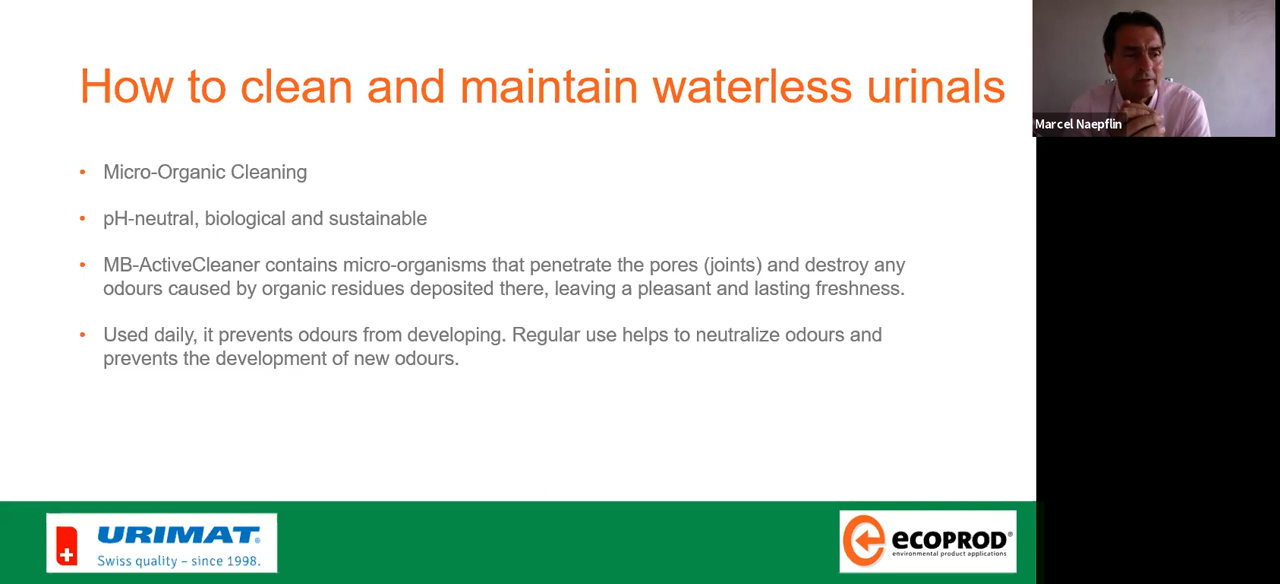 How to clean and maintain waterless urinals
Marcel Naepflin
• Micro-Organic Cleaning
• pH-neutral, biological and sustainable
• MB-ActiveCleaner contains micro-organisms that penetrate the pores (joints) and destroy any
odours caused by organic residues deposited there, leaving a pleasant and lasting freshness.
• Used daily, it prevents odours from developing. Regular use helps to neutralize odours and
prevents the development of new odours.
URIMAT®
Swiss quality – since 1998.
ECOPROD®
environmental product applications